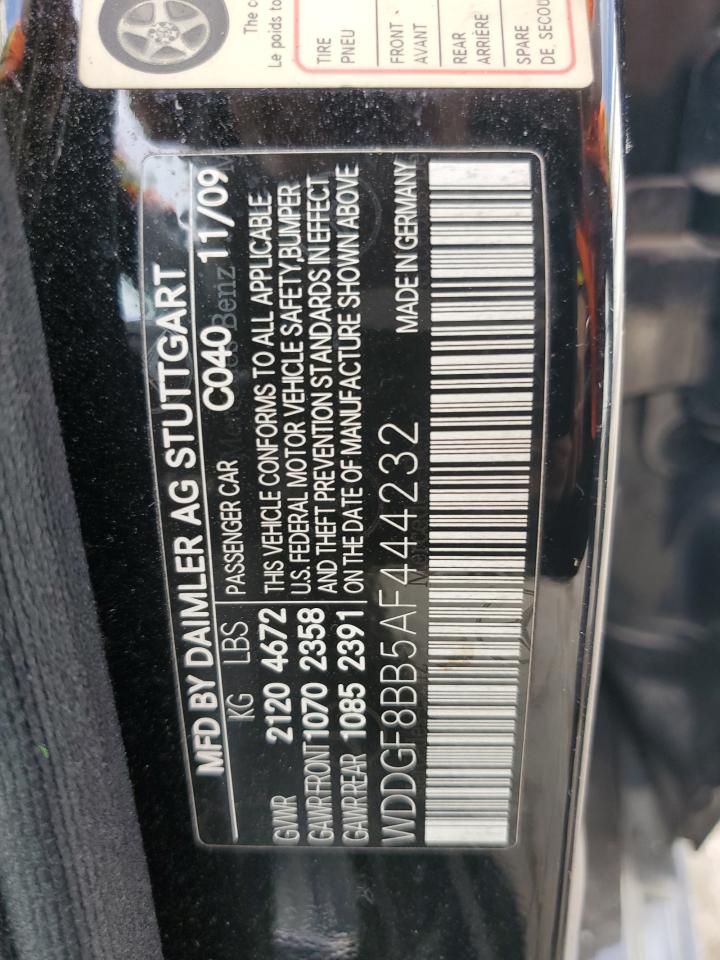 The c
Le poids to
TIRE
PNEU
FRONT
AVANT
REAR
ARRIÈRE
SPARE
DE SECOU
MFD BY DAIMLER AG STUTTGART
KG LBS C040 11/09
PASSENGER CAR
GVWR 2120 4672
GAWR FRONT 1070 2358
GAWR REAR 1085 2391
THIS VEHICLE CONFORMS TO ALL APPLICABLE
U.S. FEDERAL MOTOR VEHICLE SAFETY, BUMPER
AND THEFT PREVENTION STANDARDS IN EFFECT
ON THE DATE OF MANUFACTURE SHOWN ABOVE
MADE IN GERMANY
WDDGF8BB5AF444232